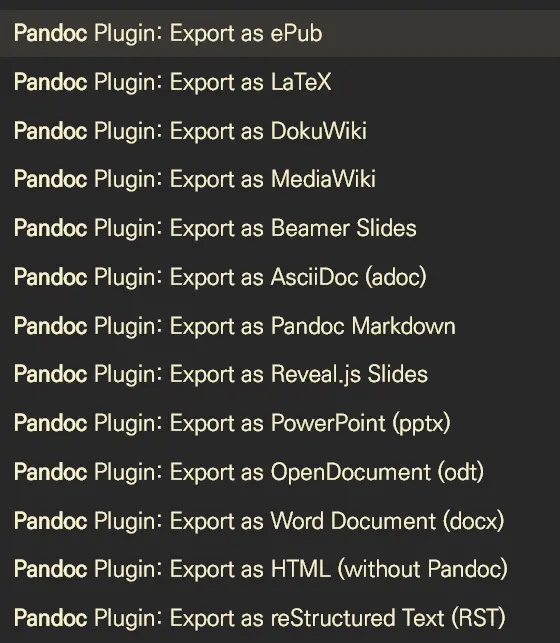 Pandoc Plugin: Export as ePub
Pandoc Plugin: Export as LaTeX
Pandoc Plugin: Export as DokuWiki
Pandoc Plugin: Export as MediaWiki
Pandoc Plugin: Export as Beamer Slides
Pandoc Plugin: Export as AsciiDoc (adoc)
Pandoc Plugin: Export as Pandoc Markdown
Pandoc Plugin: Export as Reveal.js Slides
Pandoc Plugin: Export as PowerPoint (pptx)
Pandoc Plugin: Export as OpenDocument (odt)
Pandoc Plugin: Export as Word Document (docx)
Pandoc Plugin: Export as HTML (without Pandoc)
Pandoc Plugin: Export as reStructured Text (RST)